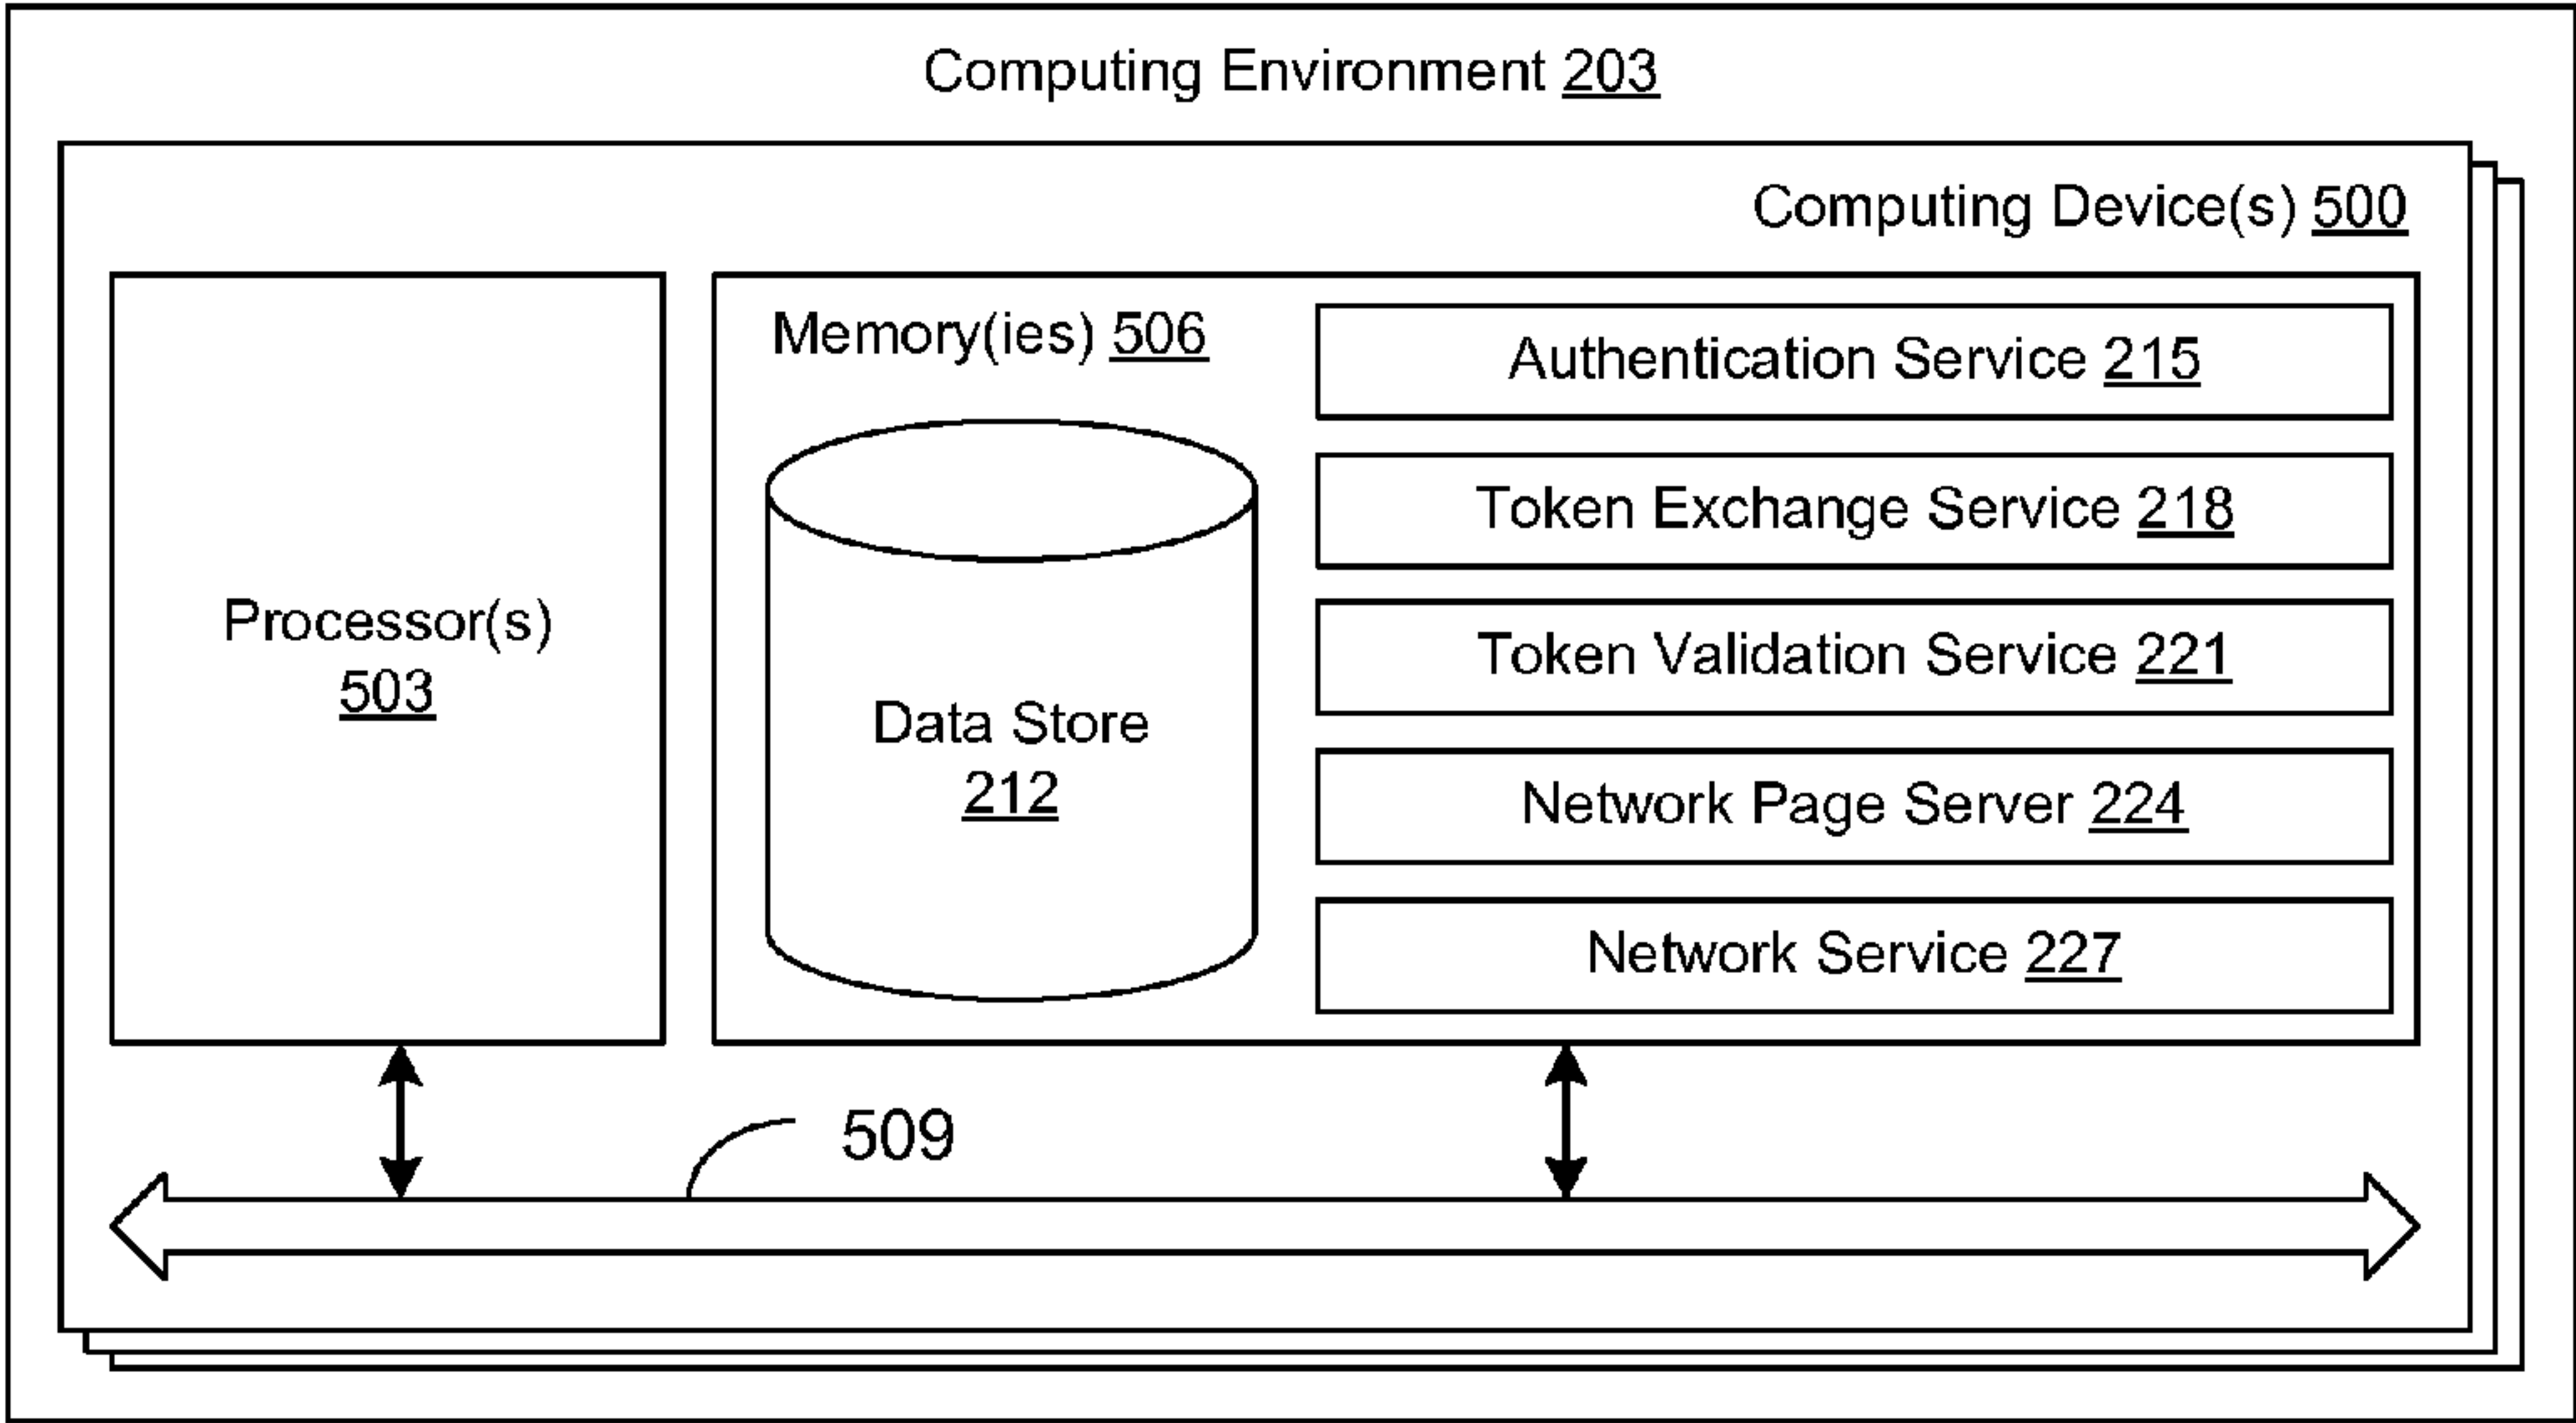 Computing Environment 203
Computing Device(s) 500
Processor(s)
503
Memory(ies) 506
Data Store
212
Authentication Service 215
Token Exchange Service 218
Token Validation Service 221
Network Page Server 224
Network Service 227
509